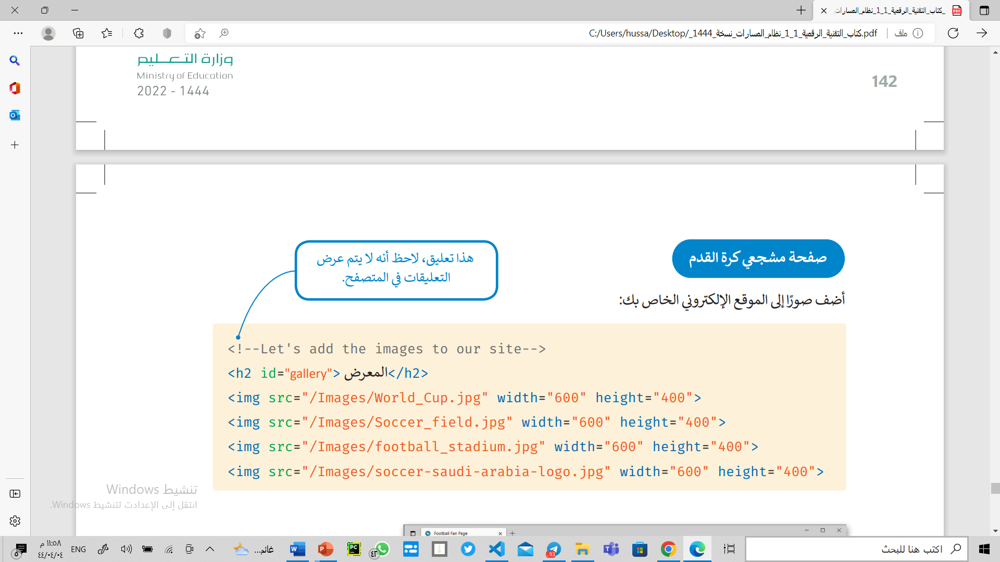 كتاب_التقنية_الرقمية_1_1_نظام_المسارات_
C:/Users/hussa/Desktop/_1444_كتاب_التقنية_الرقمية_1_1_نظام_المسارات_نسخة.pdf
ملف
وزارة التعليم
Ministry of Education
2022 - 1444
142
صفحة مشجعي كرة القدم
هذا تعليق، لاحظ أنه لا يتم عرض
التعليقات في المتصفح.
أضف صورًا إلى الموقع الإلكتروني الخاص بك:
<!--Let's add the images to our site-->
<h2 id="gallery"> المعرض</h2>
<img src="/Images/World_Cup.jpg" width="600" height="400">
<img src="/Images/Soccer_field.jpg" width="600" height="400">
<img src="/Images/football_stadium.jpg" width="600" height="400">
<img src="/Images/soccer-saudi-arabia-logo.jpg" width="600" height="400">
تنشيط Windows
انتقل إلى الإعدادت لتنشيط Windows.
Football Fan Page
اكتب هنا للبحث
93..
٤٢
غائم...
ENG
١١:٥٨ م
٤٤/٠٤/٠٤
٥